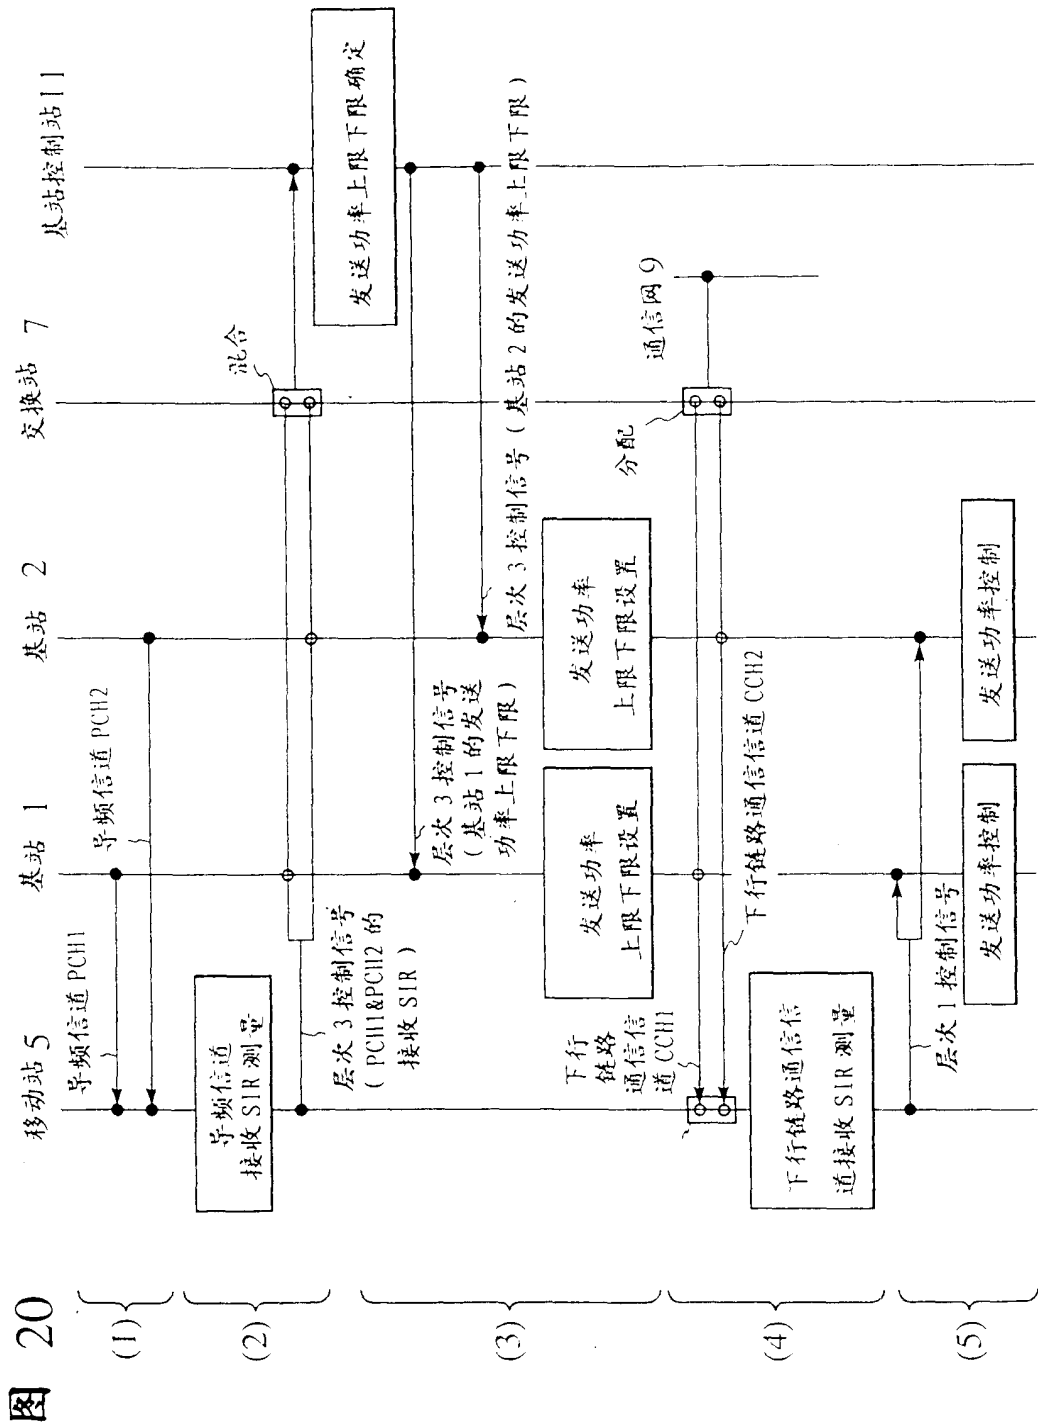 图 20
移动站 5
基站 1
基站 2
交换站 7
基站控制站 11
(1)
导频信道 PCH1
导频信道 PCH2
(2)
导频信道
接收 SIR 测量
混合
层次 3 控制信号
( PCH1&PCH2 的
接收 SIR )
发送功率上限下限确定
(3)
层次 3 控制信号
( 基站 1 的发送
功率上限下限)
层次 3 控制信号 ( 基站 2 的发送功率上限下限 )
发送功率
上限下限设置
发送功率
上限下限设置
(4)
下行
链路
通信信
道 CCH1
分配
通信网 9
下行链路通信信道 CCH2
下行链路通信信
道接收 SIR 测量
(5)
层次 1 控制信号
发送功率控制
发送功率控制